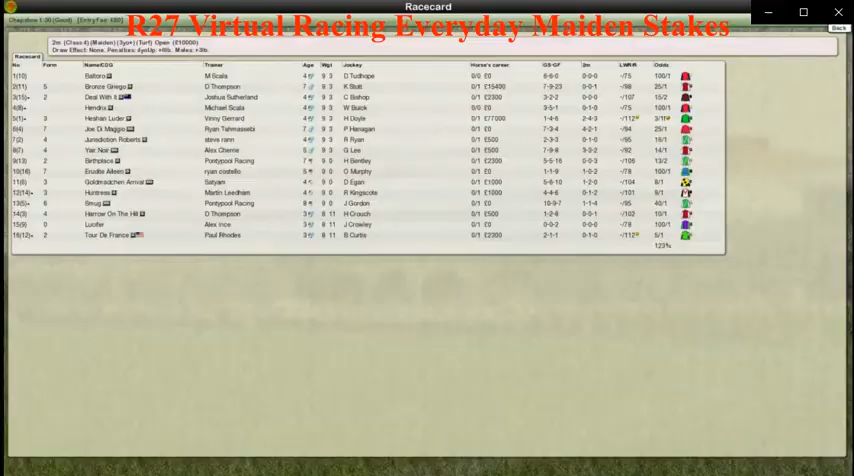 Racecard
Chepstow 1:30 (Good) [Entry Fee: £80]
R27 Virtual Racing Everyday Maiden Stakes
Back
2m (Class 4) (Maiden) (3yo+) (Turf) Open (£10000)
Draw Effect: None. Penalties: 4yoUp: +8lb. Males: +3lb.
Racecard
No Form Name/CDG Trainer Age Wgt Jockey Horse's career GS-GF 2m LWR/R Odds
1(10) Baltoro M Scala 4 9 3 D Tudhope 0/0 £0 8-6-0 0-0-0 -/75 100/1
2(11) 5 Bronze Griego D Thompson 7 9 3 K Stott 0/1 £15400 7-9-23 0-0-1 -/98 25/1
3(15) 2 Deal With It Joshua Sutherland 4 9 3 C Bishop 0/1 £2300 3-2-2 0-0-0 -/107 15/2
4(8) Hendrix Michael Scala 4 9 3 W Buick 0/0 £0 3-5-1 0-1-0 -/75 100/1
5(1) 3 Heshan Luder Vinny Gerrard 4 9 3 H Doyle 0/1 £77000 1-4-6 2-4-3 -/112 3/1f
6(4) 7 Joe Di Maggio Ryan Tahmassebi 7 9 3 P Hanagan 0/1 £0 7-3-4 4-2-1 -/94 25/1
7(2) 4 Jurisdiction Roberts steve rann 4 9 3 R Ryan 0/1 £500 2-3-3 0-1-0 -/95 16/1
8(7) 4 Yair Noir Alex Cherrie 5 9 3 G Lee 0/1 £500 7-9-8 3-3-2 -/92 14/1
9(13) 2 Birthplace Pontypool Racing 7 9 0 H Bentley 0/1 £2300 5-5-16 0-0-3 -/106 13/2
10(16) 7 Erudite Aileen ryan costello 5 9 0 O Murphy 0/1 £0 1-1-9 1-0-2 -/78 100/1
11(6) 3 Goldmadchen Arrival Satyam 4 9 0 D Egan 0/1 £1000 5-6-10 1-2-0 -/104 8/1
12(14) 3 Huntress Martin Leedham 4 9 0 R Kingscote 0/1 £1000 4-4-6 0-1-2 -/101 9/1
13(5) 6 Smug Pontypool Racing 8 9 0 J Gordon 0/1 £0 10-9-7 1-1-4 -/95 40/1
14(3) 4 Harrow On The Hill D Thompson 3 8 11 H Crouch 0/1 £500 1-2-8 0-0-1 -/102 10/1
15(9) 0 Lucifer Alex Ince 3 8 11 J Crowley 0/1 £0 0-0-2 0-0-0 -/78 100/1
16(12) 2 Tour De France Paul Rhodes 3 8 11 B Curtis 0/1 £2300 2-1-1 0-1-0 -/112 5/1
123%